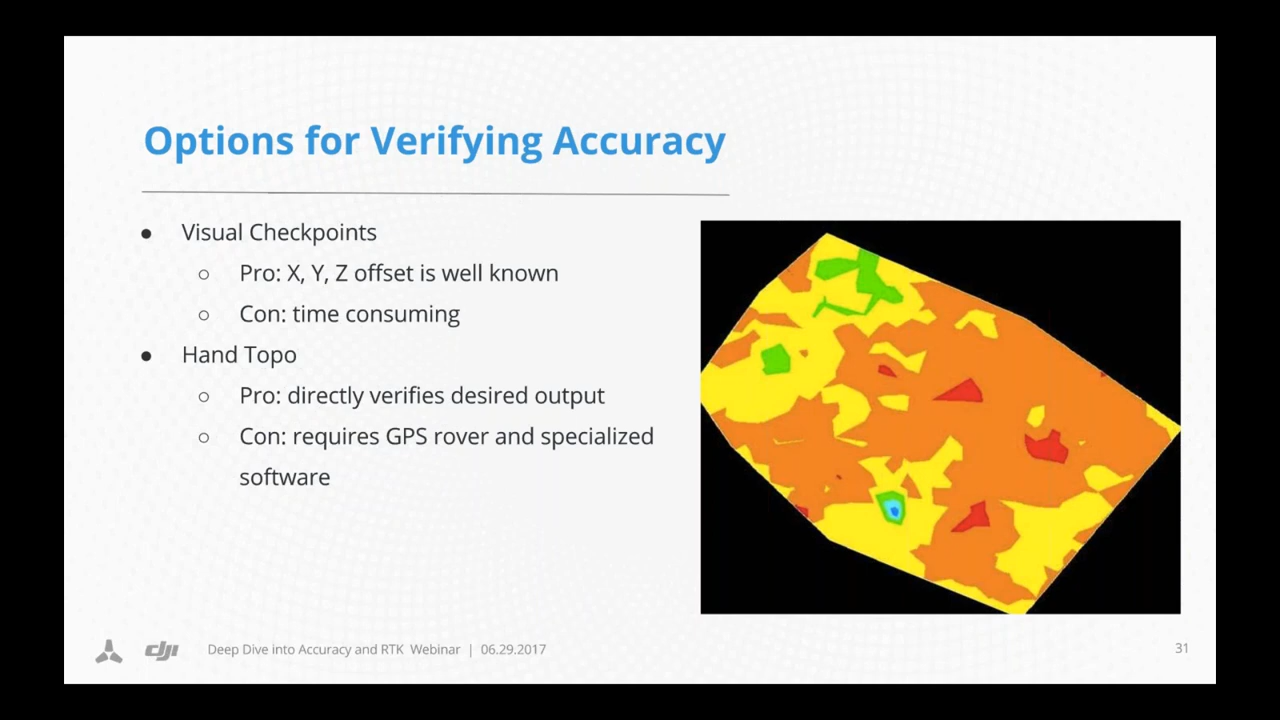 Options for Verifying Accuracy
● Visual Checkpoints
○ Pro: X, Y, Z offset is well known
○ Con: time consuming
● Hand Topo
○ Pro: directly verifies desired output
○ Con: requires GPS rover and specialized
software
dji Deep Dive into Accuracy and RTK Webinar | 06.29.2017
31